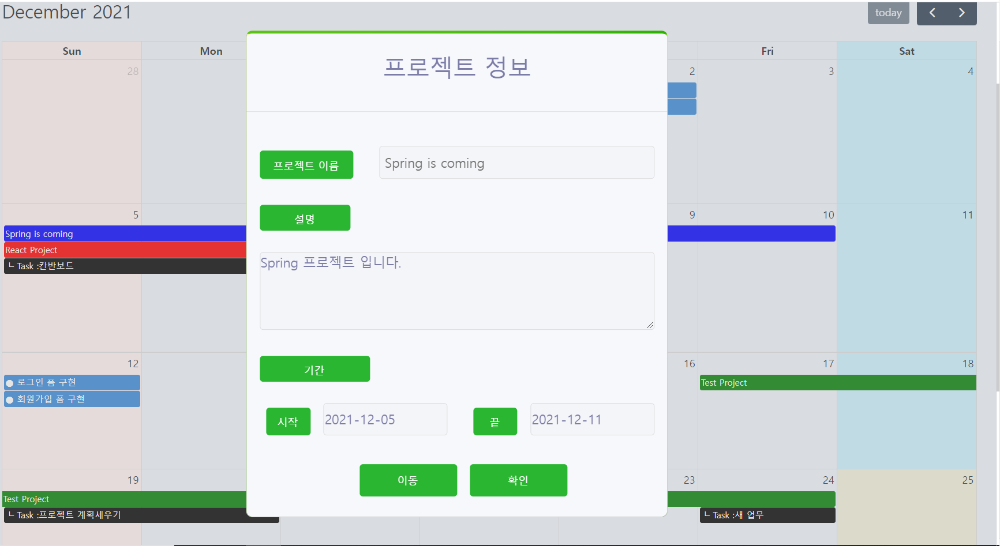 December 2021
today
Sun Mon Fri Sat
28 2 3 4
프로젝트 정보
프로젝트 이름 Spring is coming
설명
Spring 프로젝트 입니다.
기간
시작 2021-12-05 끝 2021-12-11
이동 확인
5 9 10 11
Spring is coming
React Project
└ Task :칸반보드
12 16 17 18
로그인 폼 구현
회원가입 폼 구현
Test Project
19 23 24 25
Test Project
└ Task :프로젝트 계획세우기
└ Task :새 업무